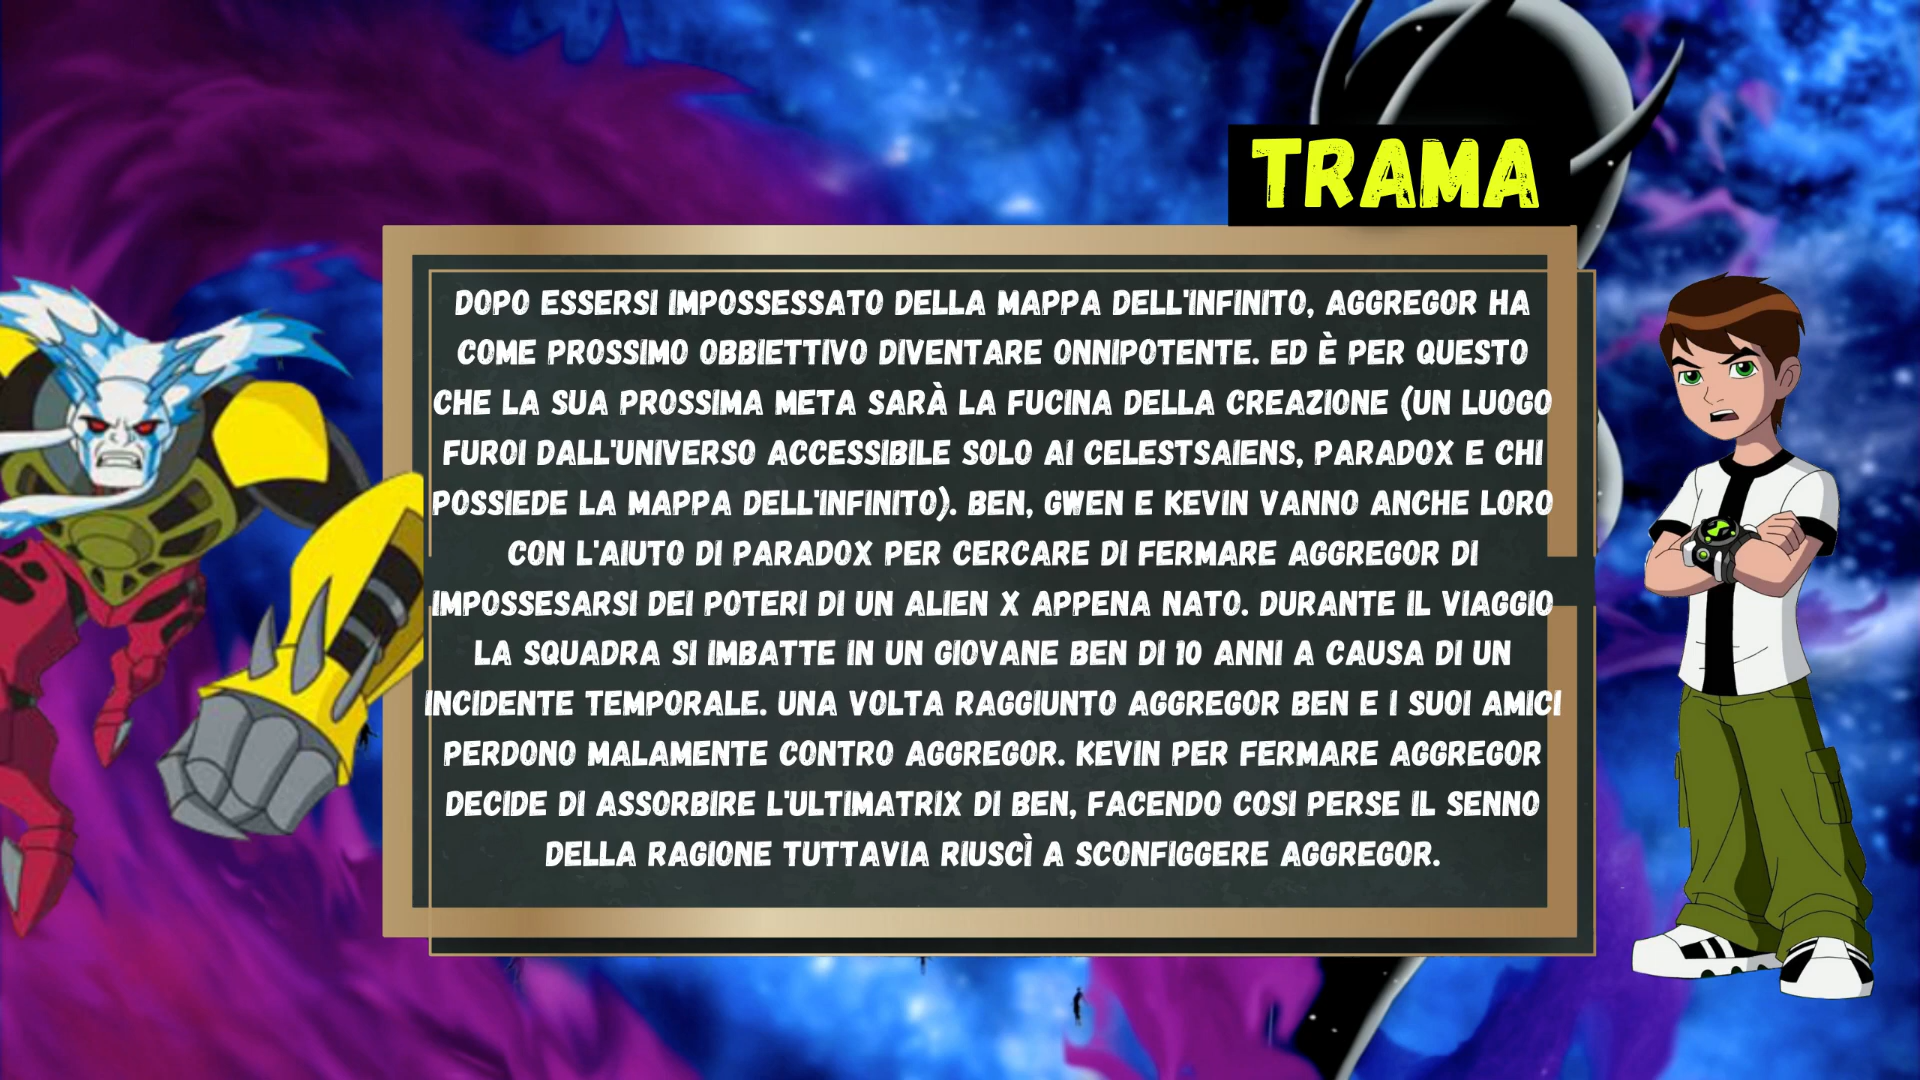 TRAMA
DOPO ESSERSI IMPOSSESSATO DELLA MAPPA DELL'INFINITO, AGGREGOR HA
COME PROSSIMO OBBIETTIVO DIVENTARE ONNIPOTENTE. ED È PER QUESTO
CHE LA SUA PROSSIMA META SARÀ LA FUCINA DELLA CREAZIONE (UN LUOGO
FUROI DALL'UNIVERSO ACCESSIBILE SOLO AI CELESTSAIENS, PARADOX E CHI
POSSIEDE LA MAPPA DELL'INFINITO). BEN, GWEN E KEVIN VANNO ANCHE LORO
CON L'AIUTO DI PARADOX PER CERCARE DI FERMARE AGGREGOR DI
IMPOSSESARSI DEI POTERI DI UN ALIEN X APPENA NATO. DURANTE IL VIAGGIO
LA SQUADRA SI IMBATTE IN UN GIOVANE BEN DI 10 ANNI A CAUSA DI UN
INCIDENTE TEMPORALE. UNA VOLTA RAGGIUNTO AGGREGOR BEN E I SUOI AMICI
PERDONO MALAMENTE CONTRO AGGREGOR. KEVIN PER FERMARE AGGREGOR
DECIDE DI ASSORBIRE L'ULTIMATRIX DI BEN, FACENDO COSI PERSE IL SENNO
DELLA RAGIONE TUTTAVIA RIUSCÌ A SCONFIGGERE AGGREGOR.